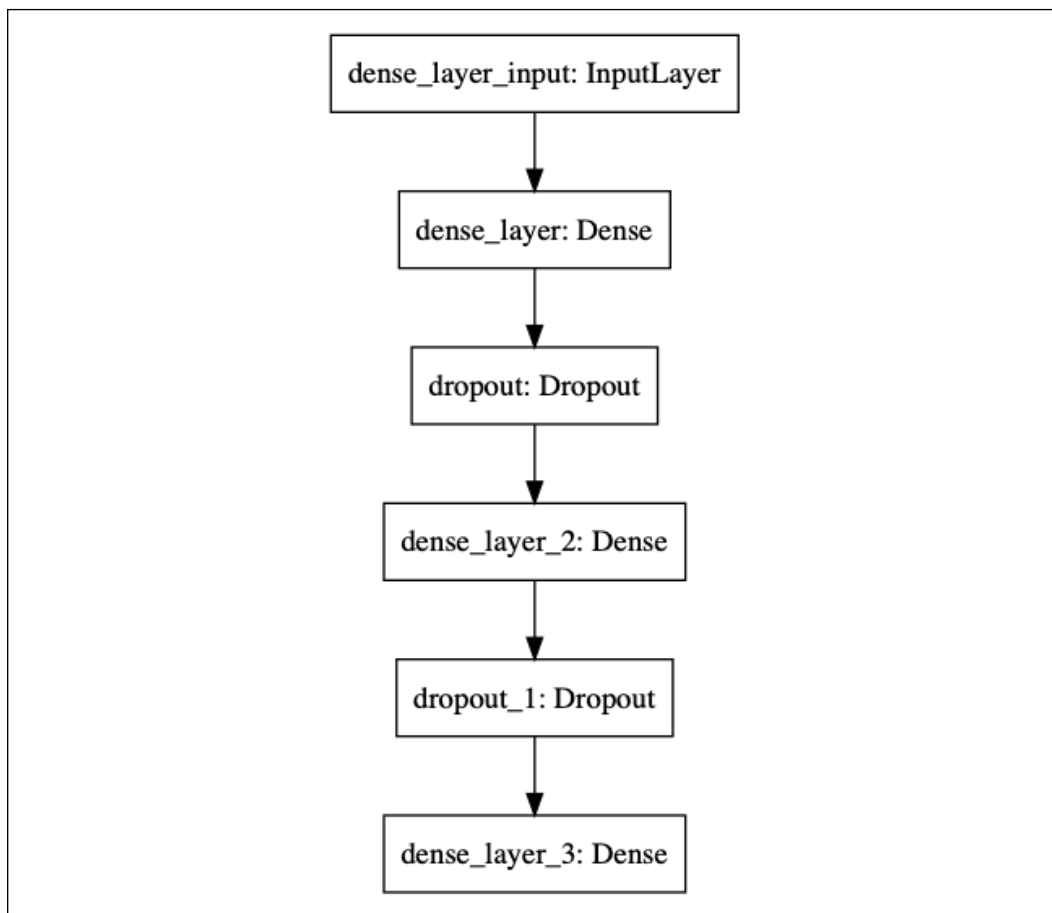 dense_layer_input: InputLayer
dense_layer: Dense
dropout: Dropout
dense_layer_2: Dense
dropout_1: Dropout
dense_layer_3: Dense